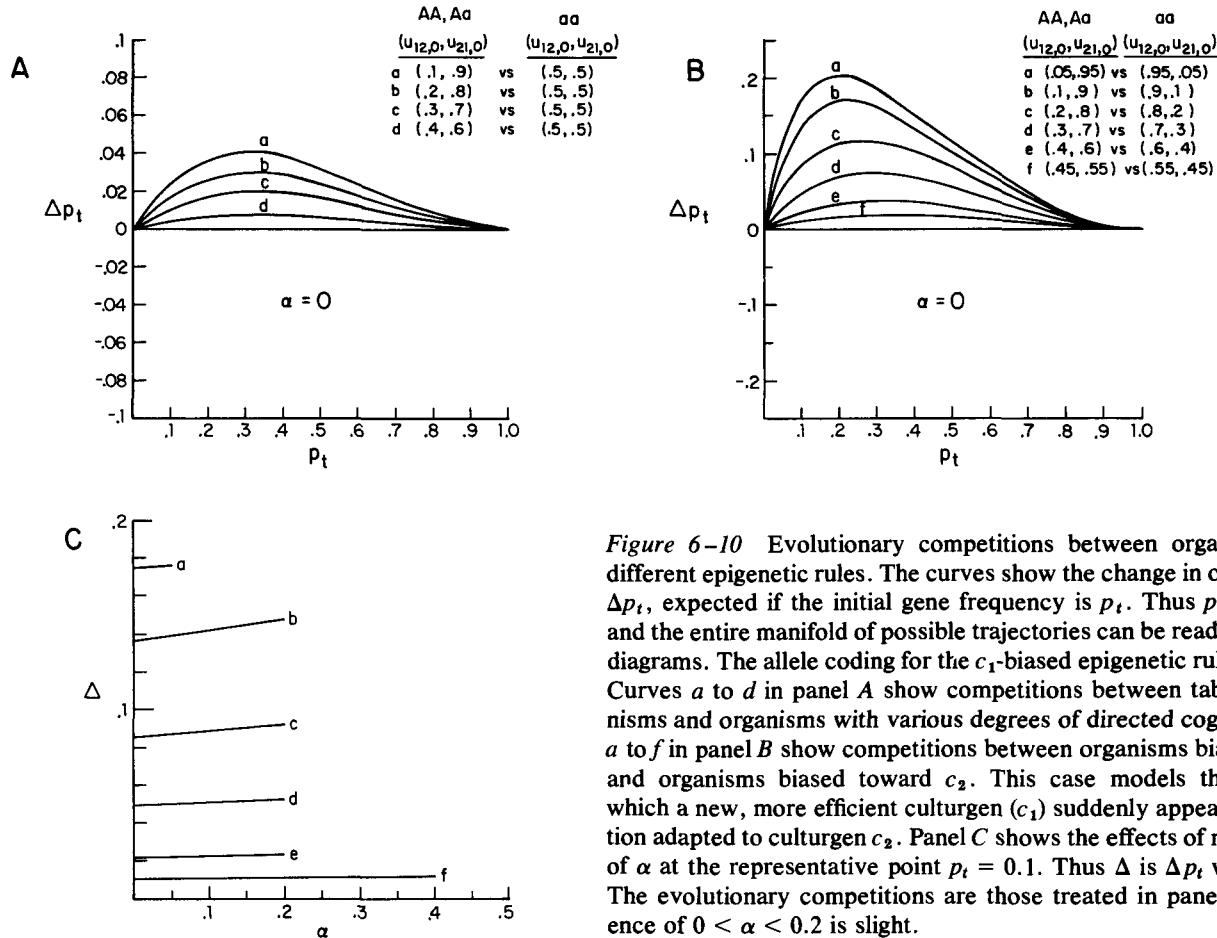 A
AA, Aa aa
(u12,0, u21,0) (u12,0, u21,0)
a (.1, .9) vs (.5, .5)
b (.2, .8) vs (.5, .5)
c (.3, .7) vs (.5, .5)
d (.4, .6) vs (.5, .5)
.1
.08
.06
.04
.02
0
-.02
-.04
-.06
-.08
-.1
Δpt
a
b
c
d
α = 0
.1 .2 .3 .4 .5 .6 .7 .8 .9 1.0
pt
B
AA, Aa aa
(u12,0, u21,0) (u12,0, u21,0)
a (.05,.95) vs (.95, .05)
b (.1, .9) vs (.9, .1)
c (.2, .8) vs (.8, .2)
d (.3, .7) vs (.7, .3)
e (.4, .6) vs (.6, .4)
f (.45, .55) vs (.55, .45)
0.2
0.1
0
-.1
-.2
Δpt
a
b
c
d
e
f
α = 0
.1 .2 .3 .4 .5 .6 .7 .8 .9 1.0
pt
C
.2
.1
Δ
a
b
c
d
e
f
.1 .2 .3 .4 .5
α
Figure 6–10 Evolutionary competitions between orga
different epigenetic rules. The curves show the change in c
Δpt, expected if the initial gene frequency is pt. Thus p
and the entire manifold of possible trajectories can be read
diagrams. The allele coding for the c1-biased epigenetic rul
Curves a to d in panel A show competitions between tab
nisms and organisms with various degrees of directed cog
a to f in panel B show competitions between organisms bia
and organisms biased toward c2. This case models th
which a new, more efficient culturgen (c1) suddenly appea
tion adapted to culturgen c2. Panel C shows the effects of r
of α at the representative point pt = 0.1. Thus Δ is Δpt v
The evolutionary competitions are those treated in pane
ence of 0 < α < 0.2 is slight.